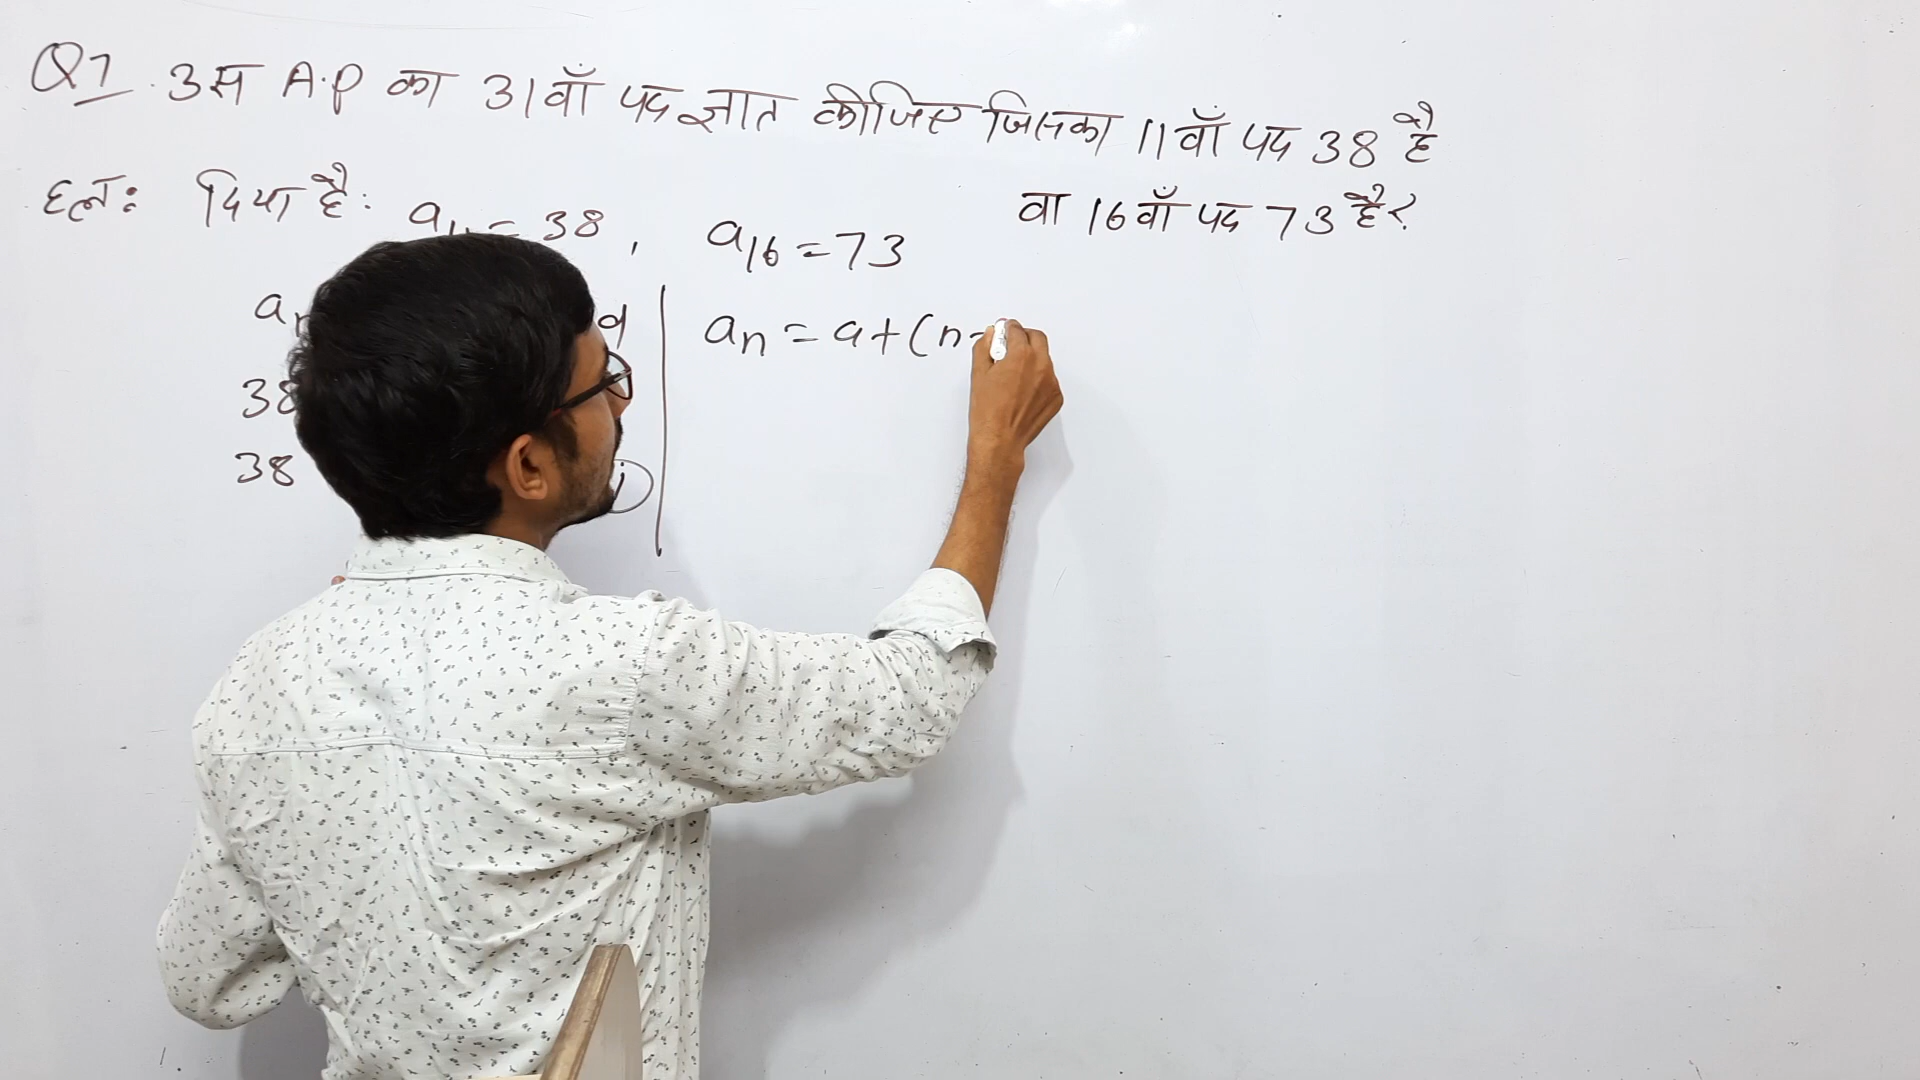 Q7 उस A.P का 31वाँ पद ज्ञात कीजिए जिसका 11वाँ पद 38 है
वा 16वाँ पद 73 है?
हल: दिया है: a₁₁ = 38, a₁₆ = 73
aₙ d
38
38 i
aₙ = a + (n -